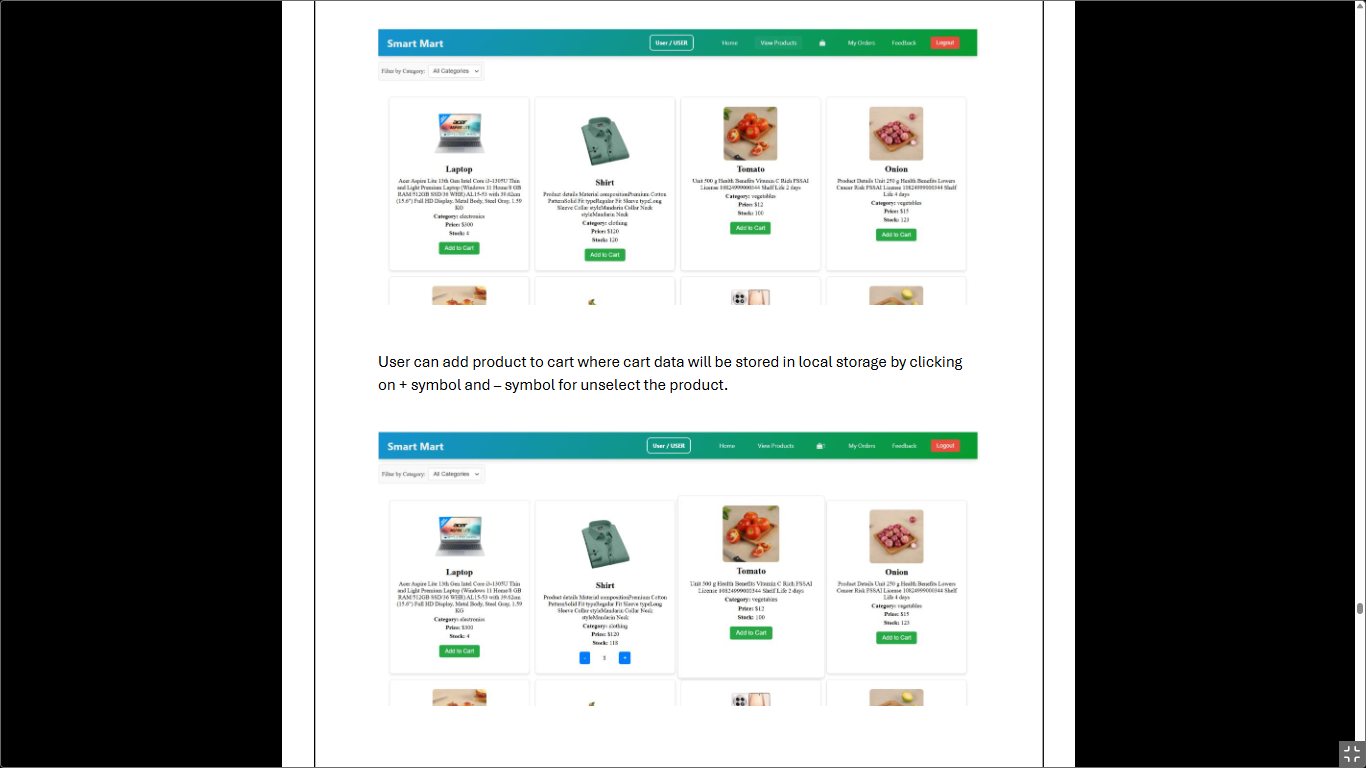 Smart Mart
User / USER
Home
View Products
My Orders
Feedback
Logout
Filter by Category:
All Categories
Laptop
Acer Aspire Lite 13th Gen Intel Core i3-1305U Thin
and Light Premium Laptop (Windows 11 Home/8 GB
RAM/512GB SSD/36 WHR) AL15-53 with 39.62cm
(15.6") Full HD Display, Metal Body, Steel Gray, 1.59
KG
Category: electronics
Price: $300
Add to Cart
Shirt
Product details Material compositionPremium Cotton
PatternSolid Fit typeRegular Fit Sleeve typeLong
Sleeve Collar styleMandarin Collar Neck
styleMandarin Neck
Category: clothing
Price: $120
Stock: 120
Add to Cart
Tomato
Unit 500 g Health Benefits Vitamin C Rich FSSAI
Shelf Life 2 days
Category: vegetables
Price: $12
Stock: 100
Add to Cart
Onion
Product Details Unit 250 g Health Benefits Lowers
Cancer Risk FSSAI License Shelf
Life 4 days
Category: vegetables
Price: $15
Stock: 123
Add to Cart
User can add product to cart where cart data will be stored in local storage by clicking
on + symbol and – symbol for unselect the product.
Smart Mart
User / USER
Home
View Products
My Orders
Feedback
Logout
Filter by Category:
All Categories
Laptop
Acer Aspire Lite 13th Gen Intel Core i3-1305U Thin
and Light Premium Laptop (Windows 11 Home/8 GB
RAM/512GB SSD/36 WHR) AL15-53 with 39.62cm
(15.6") Full HD Display, Metal Body, Steel Gray, 1.59
KG
Category: electronics
Price: $300
Stock: 4
Add to Cart
Shirt
Product details Material compositionPremium Cotton
PatternSolid Fit typeRegular Fit Sleeve typeLong
Sleeve Collar styleMandarin Collar Neck
styleMandarin Neck
Category: clothing
Price: $120
Stock: 118
-
+
Tomato
Unit 500 g Health Benefits Vitamin C Rich FSSAI
Shelf Life 2 days
Category: vegetables
Price: $12
Stock: 100
Add to Cart
Onion
Product Details Unit 250 g Health Benefits Lowers
Cancer Risk FSSAI License Shelf
Life 4 days
Category: vegetables
Price: $15
Stock: 123
Add to Cart